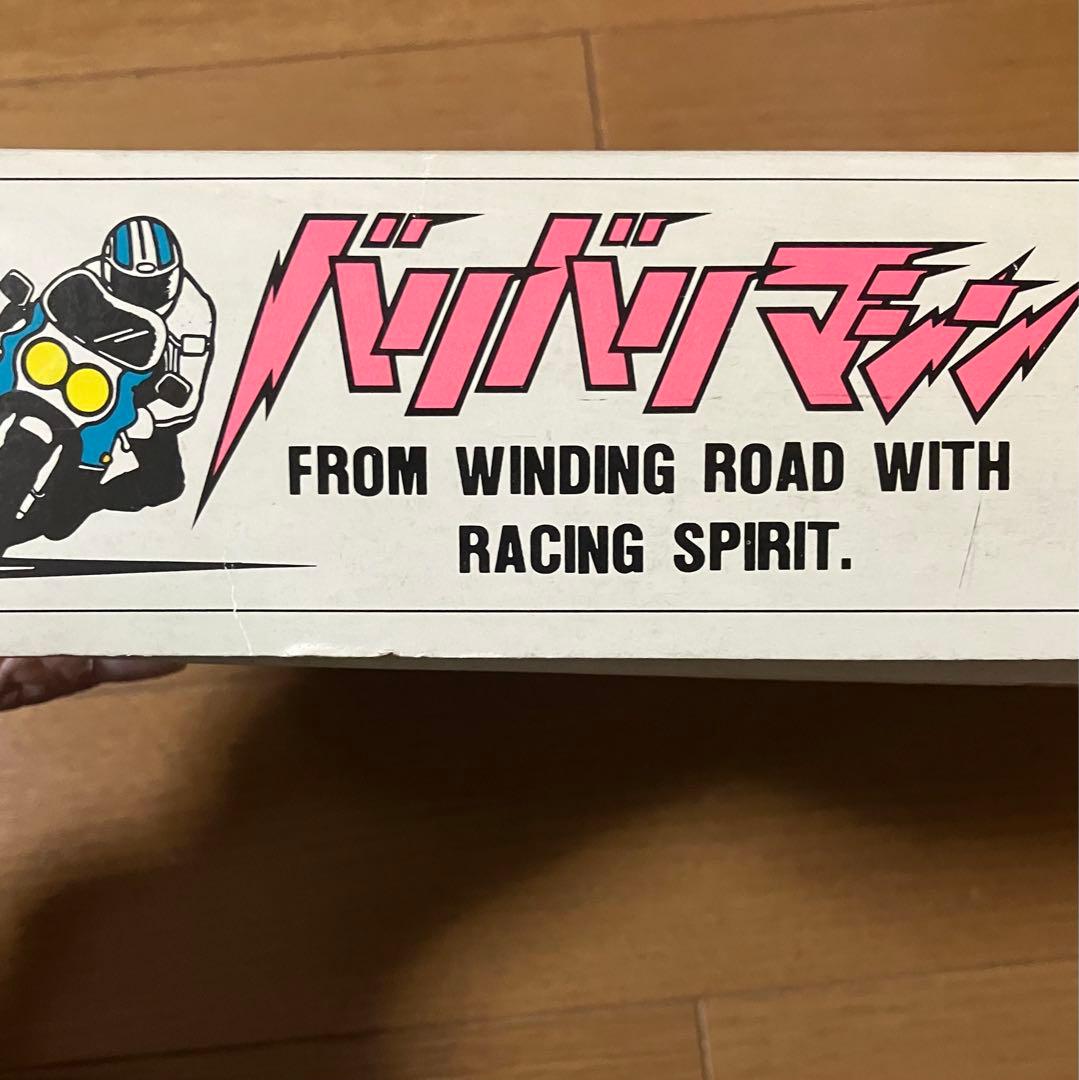 バリバリマシン
FROM WINDING ROAD WITH
RACING SPIRIT.